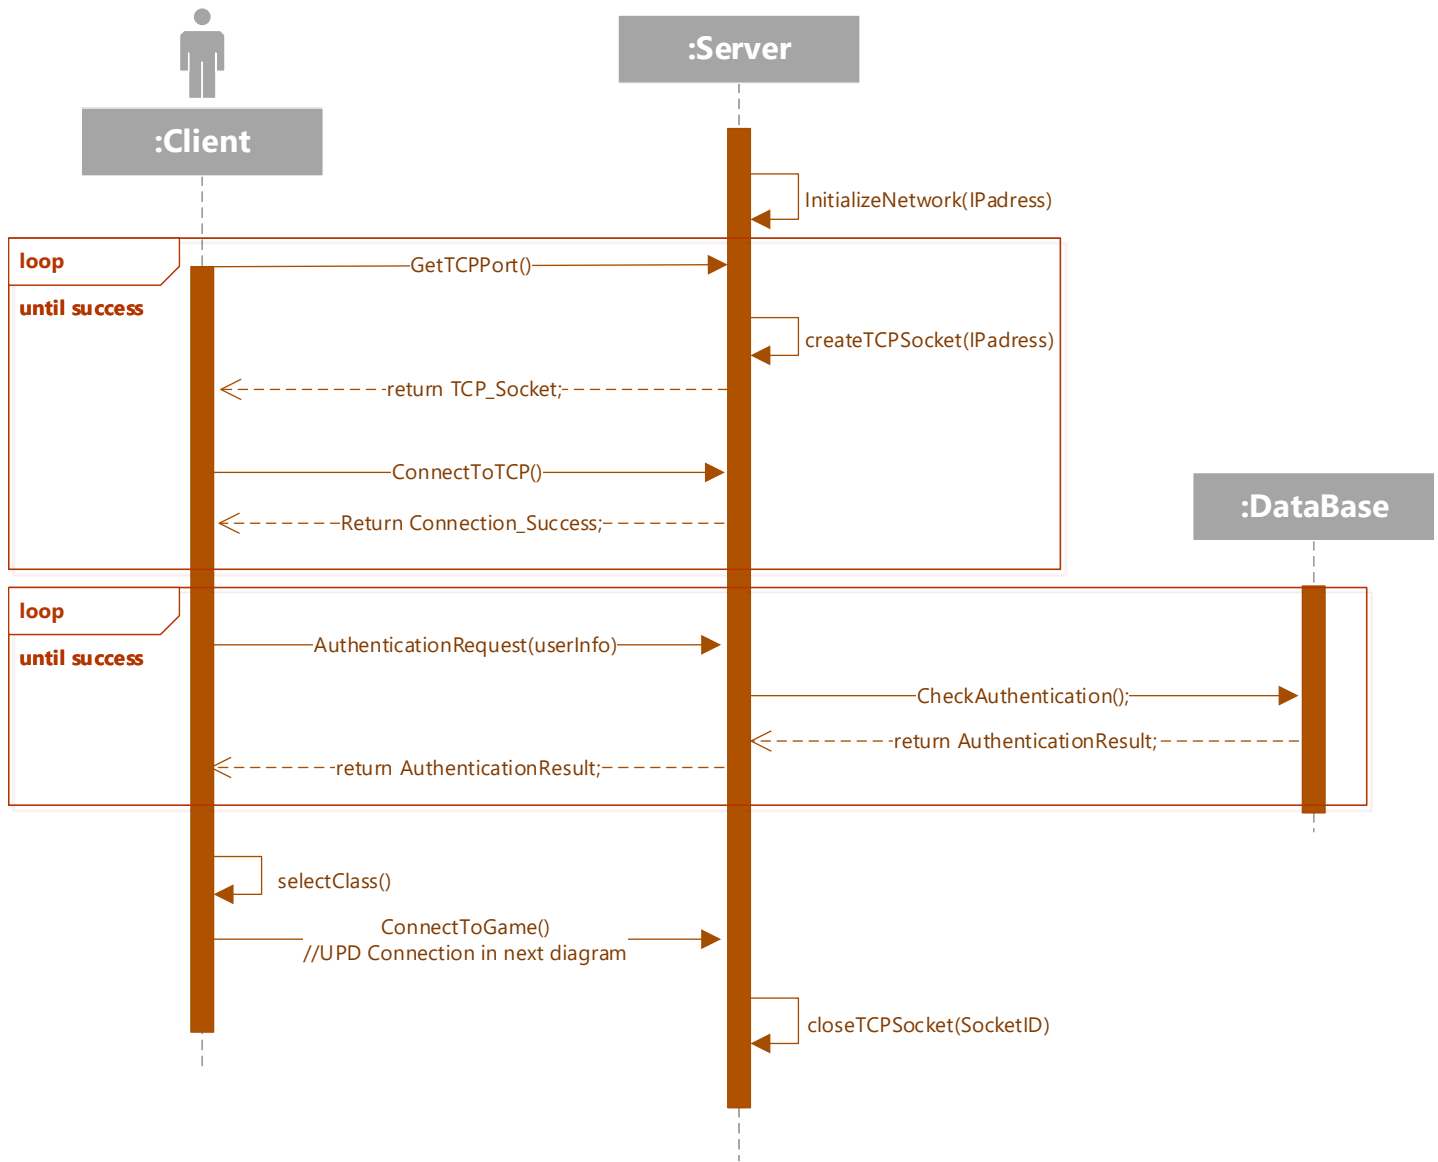 :Server
:Client
InitializeNetwork(IPadress)
loop
GetTCPPort()
until success
createTCPSocket(IPadress)
return TCP_Socket;
ConnectToTCP()
:DataBase
Return Connection_Success;
loop
AuthenticationRequest(userInfo)
until success
CheckAuthentication();
return AuthenticationResult;
return AuthenticationResult;
selectClass()
ConnectToGame()
//UPD Connection in next diagram
closeTCPSocket(SocketID)